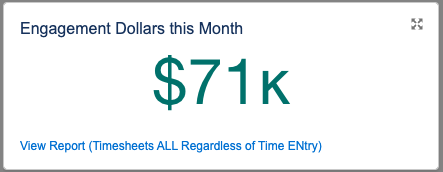 Engagement Dollars this Month
$71K
View Report (Timesheets ALL Regardless of Time ENtry)